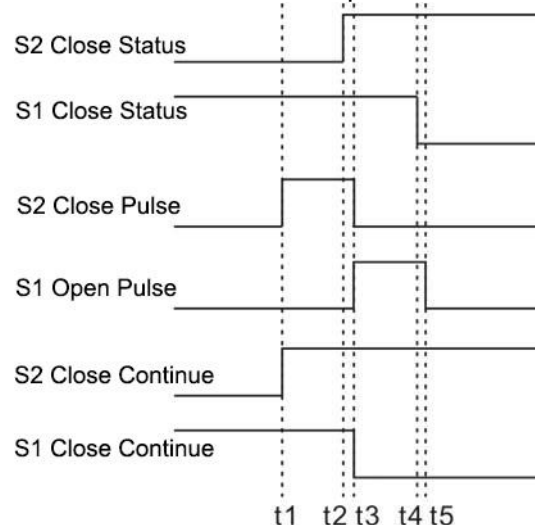 S2 Close Status
S1 Close Status
S2 Close Pulse
S1 Open Pulse
S2 Close Continue
S1 Close Continue
t1 t2 t3 t4 t5